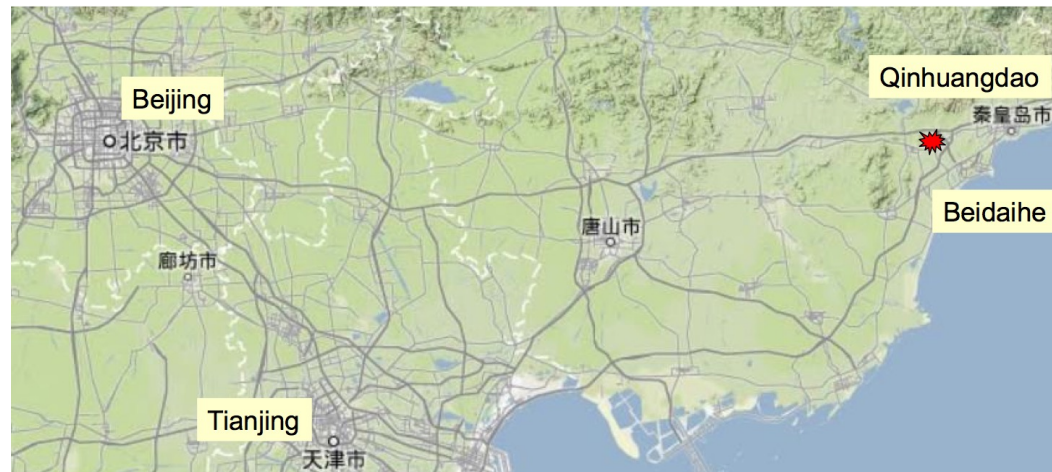 Qinhuangdao
Beijing
秦皇岛市
北京市
Beidaihe
唐山市
廊坊市
Tianjing
天津市